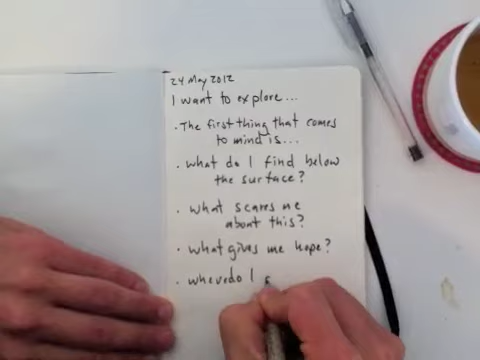 24 May 2012
I want to explore...
· The first thing that comes
to mind is...
· what do I find below
the surface?
· what scares me
about this?
· what gives me hope?
· where do I